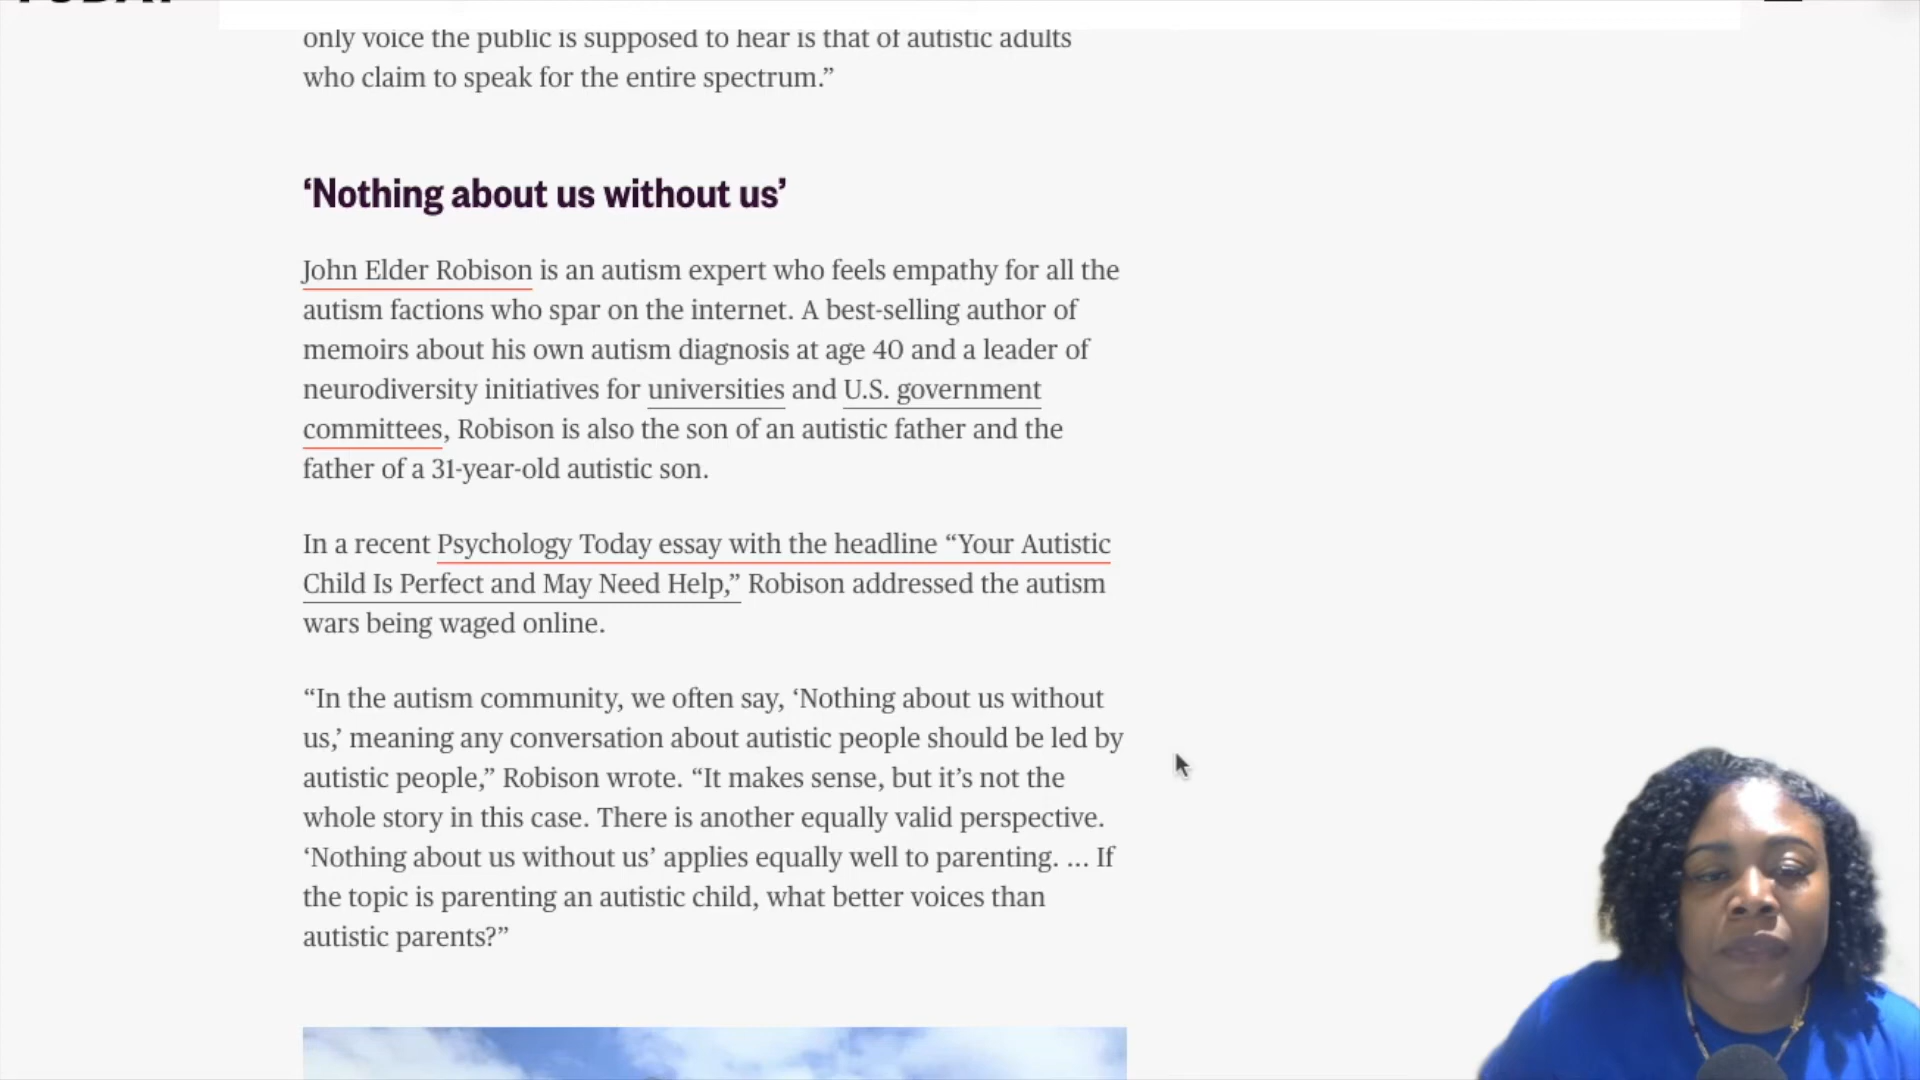 TODAY
only voice the public is supposed to hear is that of autistic adults
who claim to speak for the entire spectrum.”
‘Nothing about us without us’
John Elder Robison is an autism expert who feels empathy for all the
autism factions who spar on the internet. A best-selling author of
memoirs about his own autism diagnosis at age 40 and a leader of
neurodiversity initiatives for universities and U.S. government
committees, Robison is also the son of an autistic father and the
father of a 31-year-old autistic son.
In a recent Psychology Today essay with the headline “Your Autistic
Child Is Perfect and May Need Help,” Robison addressed the autism
wars being waged online.
“In the autism community, we often say, ‘Nothing about us without
us,’ meaning any conversation about autistic people should be led by
autistic people,” Robison wrote. “It makes sense, but it’s not the
whole story in this case. There is another equally valid perspective.
‘Nothing about us without us’ applies equally well to parenting. ... If
the topic is parenting an autistic child, what better voices than
autistic parents?”